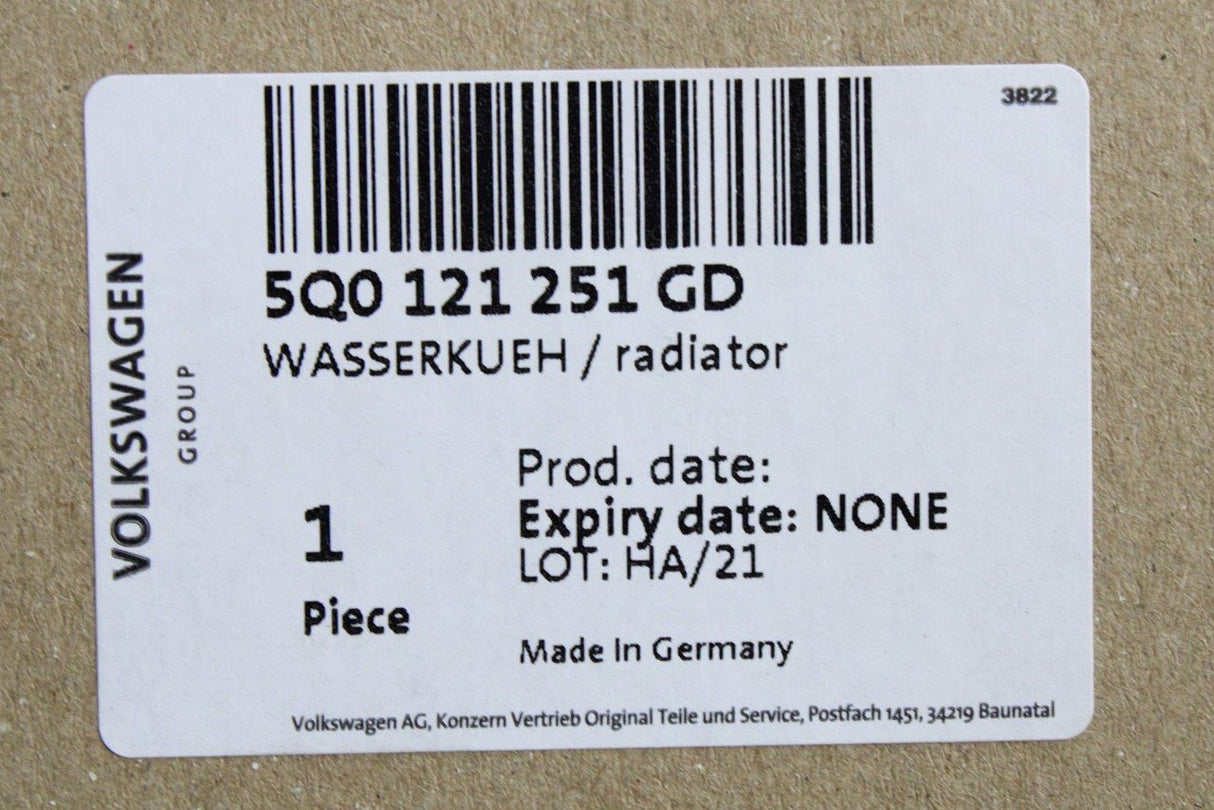 3822
5Q0 121 251 GD
WASSERKUEH / radiator
VOLKSWAGEN
GROUP
Prod. date:
Expiry date: NONE
LOT: HA/21
1
Piece
Made In Germany
Volkswagen AG, Konzern Vertrieb Original Teile und Service, Postfach 1451, 34219 Baunatal